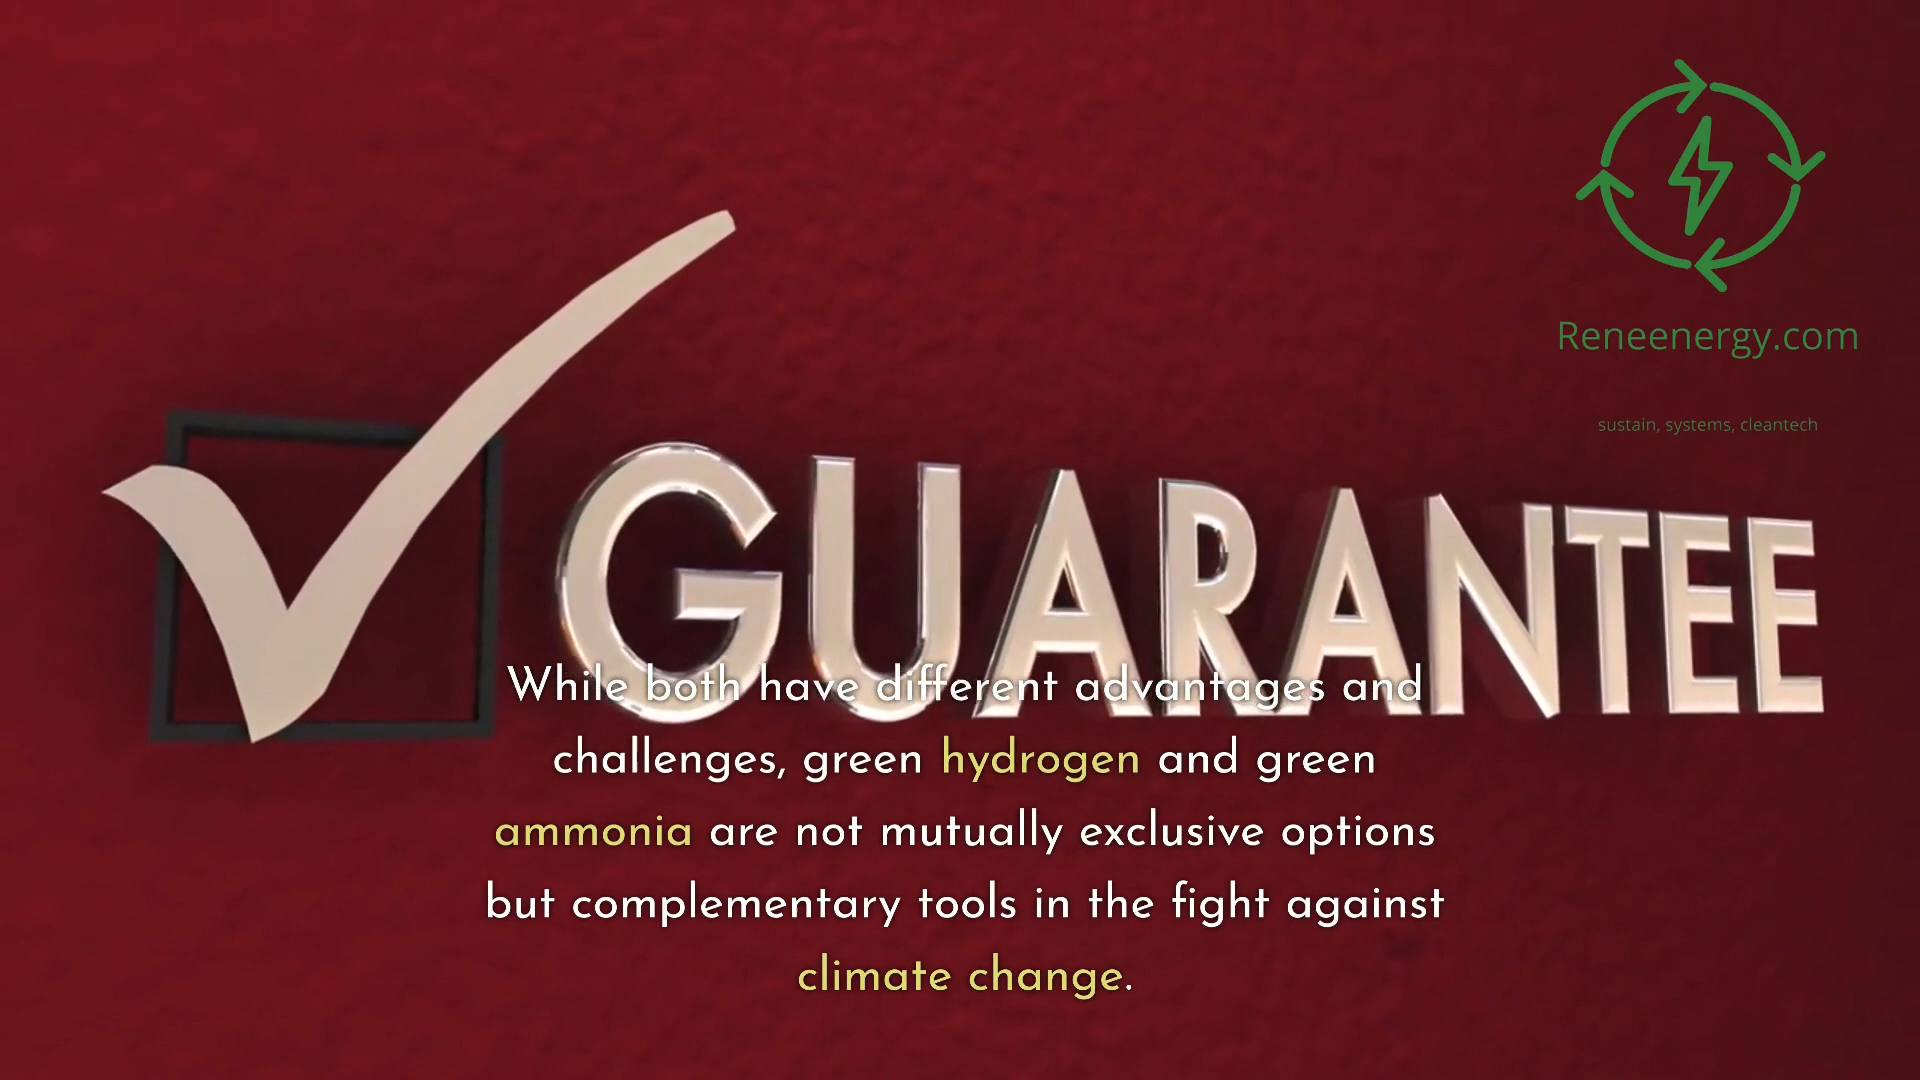 Reneenergy.com
sustain, systems, cleantech
GUARANTEE
While both have different advantages and
challenges, green hydrogen and green
ammonia are not mutually exclusive options
but complementary tools in the fight against
climate change.